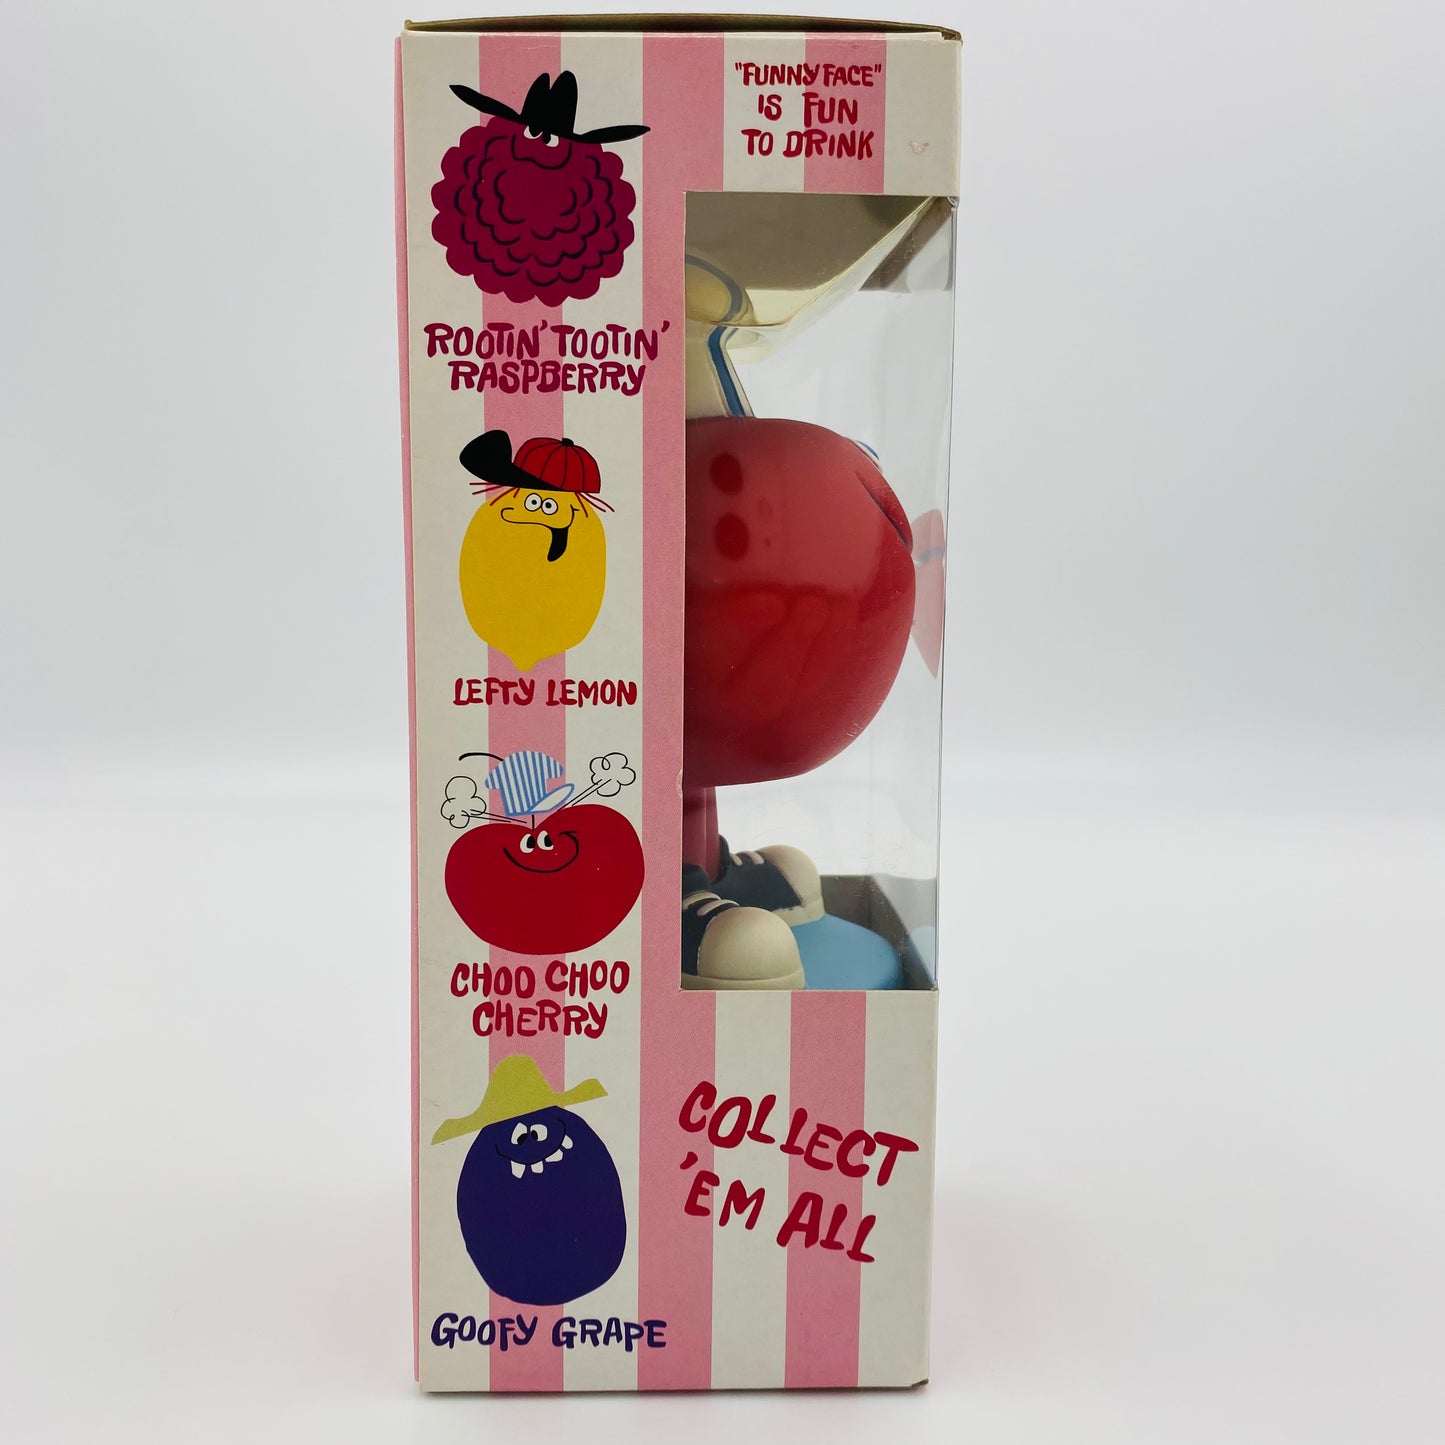 "FUNNY FACE"
IS FUN
TO DRINK
ROOTIN' TOOTIN'
RASPBERRY
LEFTY LEMON
CHOO CHOO
CHERRY
GOOFY GRAPE
COLLECT
'EM ALL